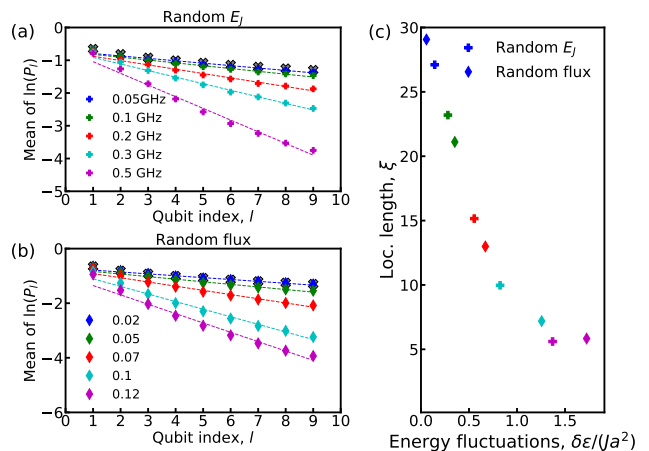 (a)
Random E_J
0
−1
−2
−3
−4
−5
Mean of ln(P_l)
0.05GHz
0.1 GHz
0.2 GHz
0.3 GHz
0.5 GHz
0 1 2 3 4 5 6 7 8 9 10
Qubit index, l
(b)
Random flux
0
−2
−4
−6
Mean of ln(P_l)
0.02
0.05
0.07
0.1
0.12
0 1 2 3 4 5 6 7 8 9 10
Qubit index, l
(c)
Random E_J
Random flux
30
25
20
15
10
5
Loc. length, ξ
0.0 0.5 1.0 1.5
Energy fluctuations, δε/(Ja²)